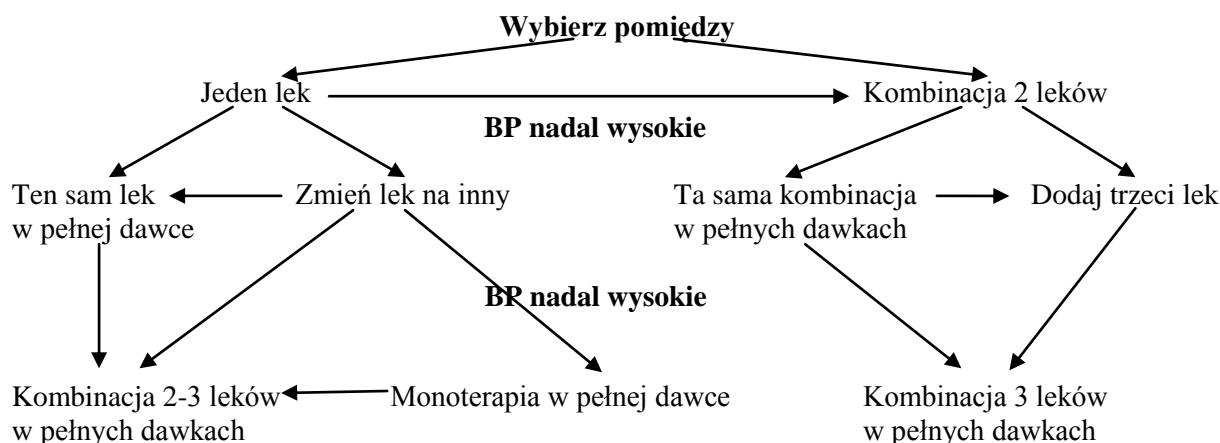 Wybierz pomiędzy
Jeden lek
Kombinacja 2 leków
BP nadal wysokie
Ten sam lek
w pełnej dawce
Zmień lek na inny
Ta sama kombinacja
w pełnych dawkach
Dodaj trzeci lek
BP nadal wysokie
Kombinacja 2-3 leków
w pełnych dawkach
Monoterapia w pełnej dawce
Kombinacja 3 leków
w pełnych dawkach